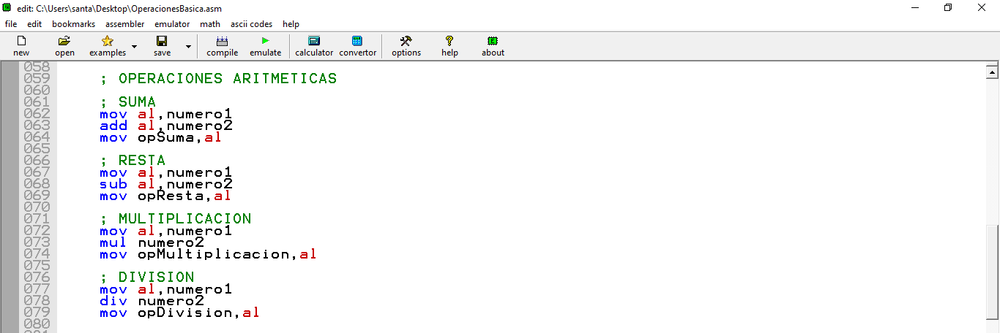 edit: C:\Users\santa\Desktop\OperacionesBasica.asm
file edit bookmarks assembler emulator math ascii codes help
new open examples save compile emulate calculator convertor options help about
058
059 ; OPERACIONES ARITMETICAS
060
061 ; SUMA
062 mov al,numero1
063 add al,numero2
064 mov opSuma,al
065
066 ; RESTA
067 mov al,numero1
068 sub al,numero2
069 mov opResta,al
070
071 ; MULTIPLICACION
072 mov al,numero1
073 mul numero2
074 mov opMultiplicacion,al
075
076 ; DIVISION
077 mov al,numero1
078 div numero2
079 mov opDivision,al
080